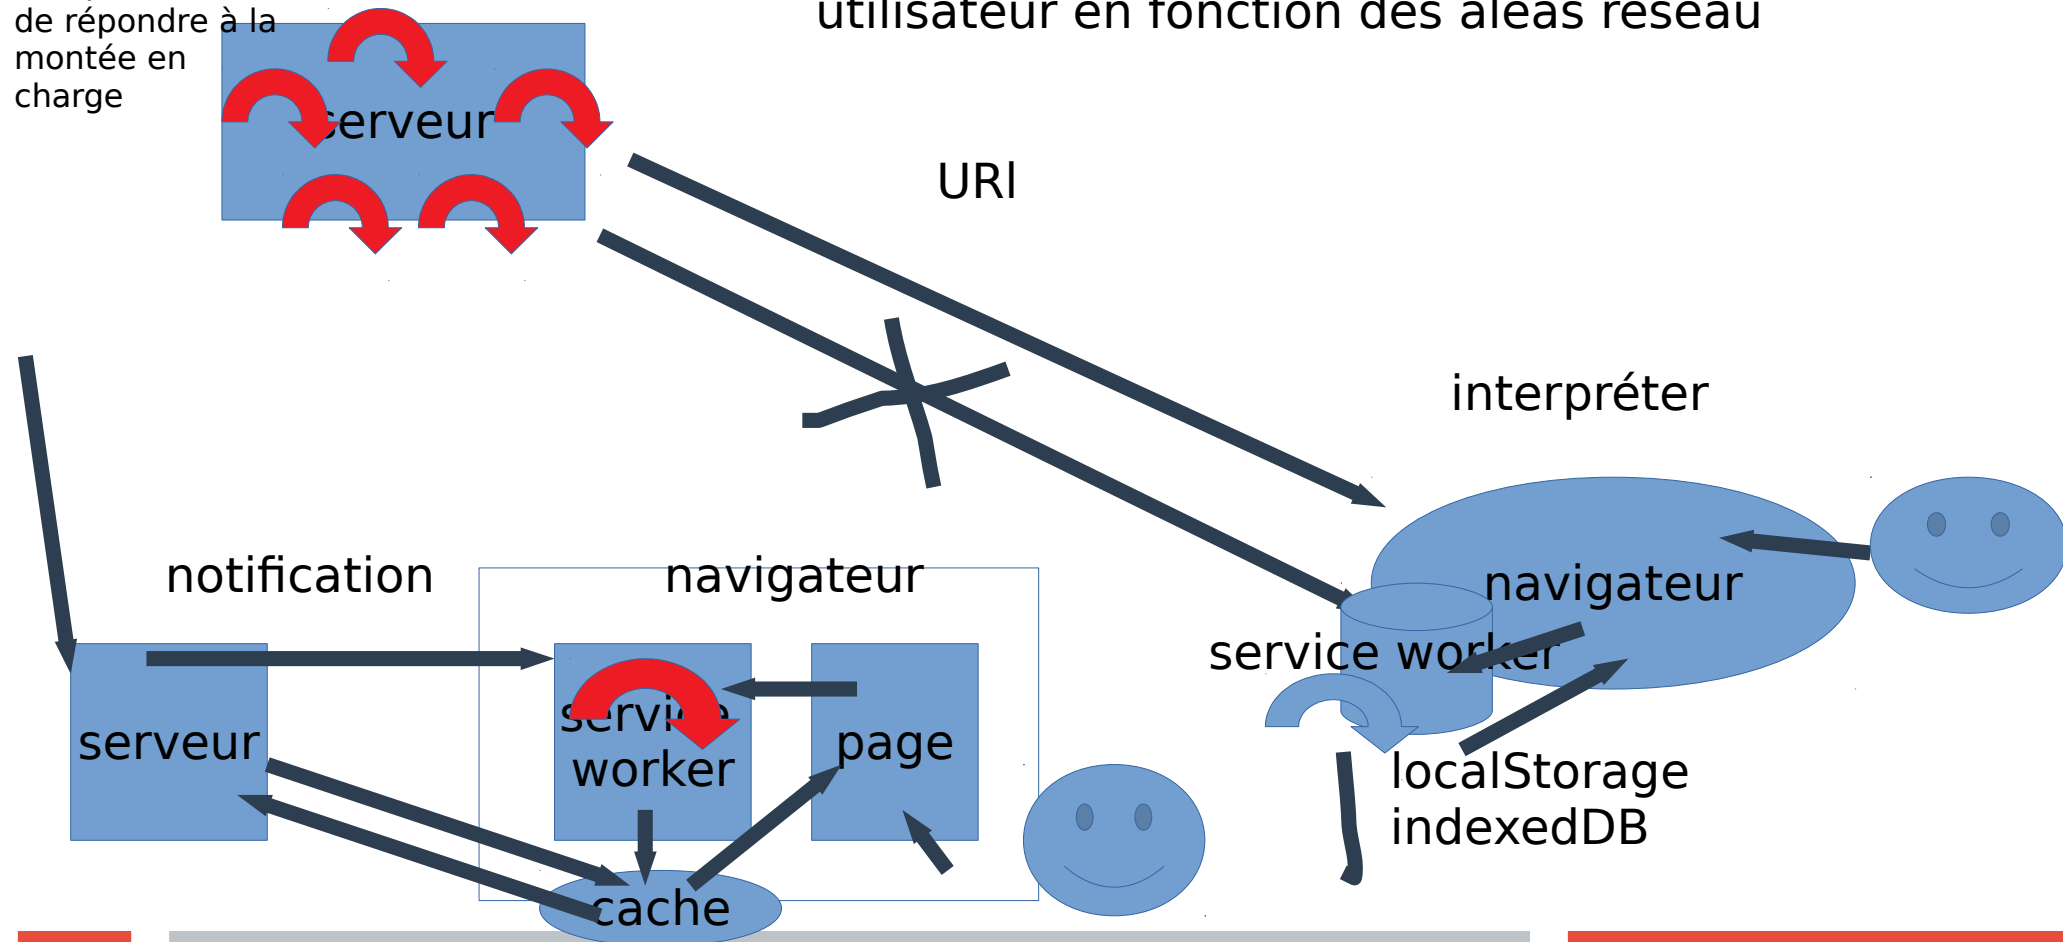 de répondre à la
montée en
charge
utilisateur en fonction des aléas réseau
serveur
URl
interpréter
notification
navigateur
navigateur
service worker
serveur
service
worker
page
localStorage
indexedDB
cache